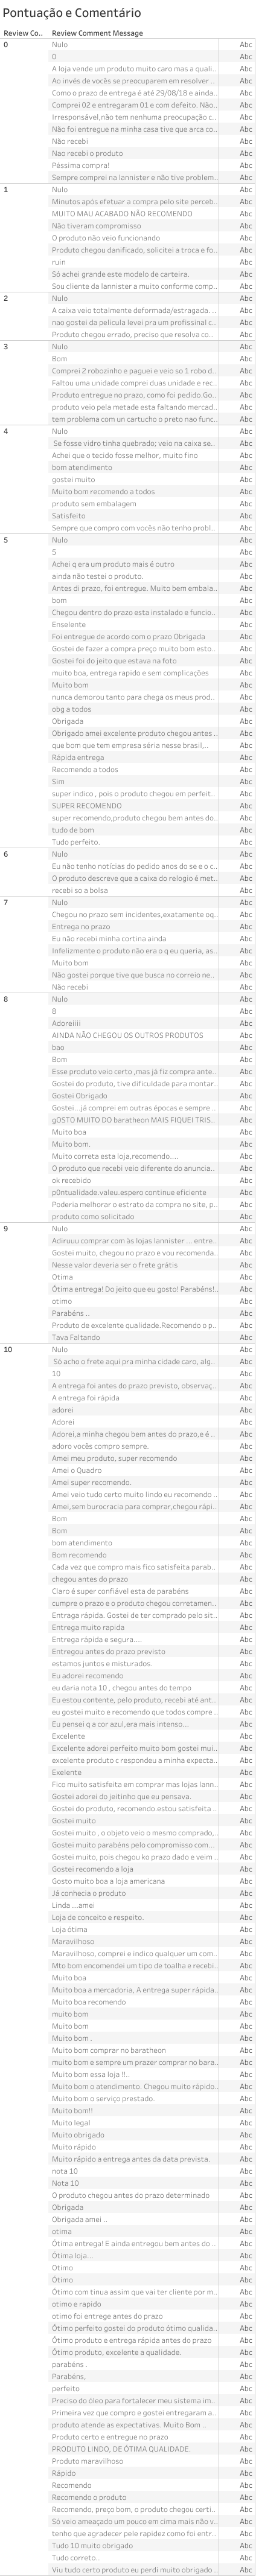 Pontuação e Comentário
Review Co.. Review Comment Message
0 Nulo Abc
0 Abc
A loja vende um produto muito caro mas a quali.. Abc
Ao invés de vocês se preocuparem em resolver .. Abc
Como o prazo de entrega é até 29/08/18 e ainda.. Abc
Comprei 02 e entregaram 01 e com defeito. Não.. Abc
Irresponsável,não tem nenhuma preocupação c.. Abc
Não foi entregue na minha casa tive que arca co.. Abc
Não recebi Abc
Nao recebi o produto Abc
Péssima compra! Abc
Sempre comprei na lannister e não tive problem.. Abc
1 Nulo Abc
Minutos após efetuar a compra pelo site perceb.. Abc
MUITO MAU ACABADO NÃO RECOMENDO Abc
Não tiveram compromisso Abc
O produto não veio funcionando Abc
Produto chegou danificado, solicitei a troca e fo.. Abc
ruin Abc
Só achei grande este modelo de carteira. Abc
Sou cliente da lannister a muito conforme comp.. Abc
2 Nulo Abc
A caixa veio totalmente deformada/estragada. .. Abc
nao gostei da pelicula levei pra um profissinal c.. Abc
Produto chegou errado, preciso que resolva co... Abc
3 Nulo Abc
Bom Abc
Comprei 2 robozinho e paguei e veio so 1 robo d.. Abc
Faltou uma unidade comprei duas unidade e rec.. Abc
Produto entregue no prazo, como foi pedido.Go.. Abc
produto veio pela metade esta faltando mercad.. Abc
tem problema com un cartucho o preto nao func.. Abc
4 Nulo Abc
Se fosse vidro tinha quebrado; veio na caixa se.. Abc
Achei que o tecido fosse melhor, muito fino Abc
bom atendimento Abc
gostei muito Abc
Muito bom recomendo a todos Abc
produto sem embalagem Abc
Satisfeito Abc
Sempre que compro com vocês não tenho probl.. Abc
5 Nulo Abc
5 Abc
Achei q era um produto mais é outro Abc
ainda não testei o produto. Abc
Antes di prazo, foi entregue. Muito bem embala.. Abc
bom Abc
Chegou dentro do prazo esta instalado e funcio.. Abc
Enselente Abc
Foi entregue de acordo com o prazo Obrigada Abc
Gostei de fazer a compra preço muito bom esto.. Abc
Gostei foi do jeito que estava na foto Abc
muito boa, entrega rapido e sem complicações Abc
Muito bom Abc
nunca demorou tanto para chega os meus prod.. Abc
obg a todos Abc
Obrigada Abc
Obrigado amei excelente produto chegou antes .. Abc
que bom que tem empresa séria nesse brasil,.. Abc
Rápida entrega Abc
Recomendo a todos Abc
Sim Abc
super indico , pois o produto chegou em perfeit.. Abc
SUPER RECOMENDO Abc
super recomendo,produto chegou bem antes do.. Abc
tudo de bom Abc
Tudo perfeito. Abc
6 Nulo Abc
Eu não tenho notícias do pedido anos do se e o c.. Abc
O produto descreve que a caixa do relogio é met.. Abc
recebi so a bolsa Abc
7 Nulo Abc
Chegou no prazo sem incidentes,exatamente oq.. Abc
Entrega no prazo Abc
Eu não recebi minha cortina ainda Abc
Infelizmente o produto não era o q eu queria, as.. Abc
Muito bom Abc
Não gostei porque tive que busca no correio ne.. Abc
Não recebi Abc
8 Nulo Abc
8 Abc
Adoreiiii Abc
AINDA NÃO CHEGOU OS OUTROS PRODUTOS Abc
bao Abc
Bom Abc
Esse produto veio certo ,mas já fiz compra ante.. Abc
Gostei do produto, tive dificuldade para montar.. Abc
Gostei Obrigado Abc
Gostei...já comprei em outras épocas e sempre .. Abc
gOSTO MUITO DO baratheon MAIS FIQUEI TRIS.. Abc
Muito boa Abc
Muito bom. Abc
Muito correta esta loja,recomendo.... Abc
O produto que recebi veio diferente do anuncia.. Abc
ok recebido Abc
p0ntualidade.valeu.espero continue eficiente Abc
Poderia melhorar o estrato da compra no site, p.. Abc
produto como solicitado Abc
9 Nulo Abc
Adiruuu comprar com às lojas lannister ... entre.. Abc
Gostei muito, chegou no prazo e vou recomenda.. Abc
Nesse valor deveria ser o frete grátis Abc
Otima Abc
Ótima entrega! Do jeito que eu gosto! Parabéns!.. Abc
otimo Abc
Parabéns .. Abc
Produto de excelente qualidade.Recomendo o p.. Abc
Tava Faltando Abc
10 Nulo Abc
Só acho o frete aqui pra minha cidade caro, alg.. Abc
10 Abc
A entrega foi antes do prazo previsto, observaç.. Abc
A entrega foi rápida Abc
adorei Abc
Adorei Abc
Adorei,a minha chegou bem antes do prazo,e é .. Abc
adoro vocês compro sempre. Abc
Amei meu produto, super recomendo Abc
Amei o Quadro Abc
Amei super recomendo. Abc
Amei veio tudo certo muito lindo eu recomendo .. Abc
Amei,sem burocracia para comprar,chegou rápi.. Abc
Bom Abc
Bom Abc
bom atendimento Abc
Bom recomendo Abc
Cada vez que compro mais fico satisfeita parab.. Abc
chegou antes do prazo Abc
Claro é super confiável esta de parabéns Abc
cumpre o prazo e o produto chegou corretamen.. Abc
Entraga rápida. Gostei de ter comprado pelo sit.. Abc
Entrega muito rapida Abc
Entrega rápida e segura.... Abc
Entregou antes do prazo previsto Abc
estamos juntos e misturados. Abc
Eu adorei recomendo Abc
eu daria nota 10 , chegou antes do tempo Abc
Eu estou contente, pelo produto, recebi até ant.. Abc
eu gostei muito e recomendo que todos compre .. Abc
Eu pensei q a cor azul,era mais intenso... Abc
Excelente Abc
Excelente adorei perfeito muito bom gostei mui.. Abc
excelente produto c respondeu a minha expecta.. Abc
Exelente Abc
Fico muito satisfeita em comprar mas lojas lann.. Abc
Gostei adorei do jeitinho que eu pensava. Abc
Gostei do produto, recomendo.estou satisfeita .. Abc
Gostei muito Abc
Gostei muito , o objeto veio o mesmo comprado,.. Abc
Gostei muito parabéns pelo compromisso com... Abc
Gostei muito, pois chegou ko prazo dado e veim .. Abc
Gostei recomendo a loja Abc
Gosto muito boa a loja americana Abc
Já conhecia o produto Abc
Linda ...amei Abc
Loja de conceito e respeito. Abc
Loja ótima Abc
Maravilhoso Abc
Maravilhoso, comprei e indico qualquer um com.. Abc
Mto bom encomendei um tipo de toalha e recebi.. Abc
Muito boa Abc
Muito boa a mercadoria, A entrega super rápida.. Abc
Muito boa recomendo Abc
muito bom Abc
Muito bom Abc
Muito bom . Abc
Muito bom comprar no baratheon Abc
muito bom e sempre um prazer comprar no bara.. Abc
Muito bom essa loja !!... Abc
Muito bom o atendimento. Chegou muito rápido.. Abc
Muito bom o serviço prestado. Abc
Muito bom!! Abc
Muito legal Abc
Muito obrigado Abc
Muito rápido Abc
Muito rápido a entrega antes da data prevista. Abc
nota 10 Abc
Nota 10 Abc
O produto chegou antes do prazo determinado Abc
Obrigada Abc
Obrigada amei .. Abc
otima Abc
Ótima entrega! E ainda entregou bem antes do .. Abc
Ótima loja... Abc
Otimo Abc
Ótimo Abc
Ótimo com tinua assim que vai ter cliente por m.. Abc
otimo e rapido Abc
otimo foi entrege antes do prazo Abc
Ótimo perfeito gostei do produto ótimo qualida.. Abc
Ótimo produto e entrega rápida antes do prazo Abc
Ótimo produto, excelente a qualidade. Abc
parabéns . Abc
Parabéns, Abc
perfeito Abc
Preciso do óleo para fortalecer meu sistema im.. Abc
Primeira vez que compro e gostei entregaram a.. Abc
produto atende as expectativas. Muito Bom .. Abc
Produto certo e entregue no prazo Abc
PRODUTO LINDO, DE ÓTIMA QUALIDADE. Abc
Produto maravilhoso Abc
Rápido Abc
Recomendo Abc
Recomendo o produto Abc
Recomendo, preço bom, o produto chegou certi.. Abc
Só veio ameaçado um pouco em cima mais não v.. Abc
tenho que agradecer pele rapidez como foi entr.. Abc
Tudo 10 muito obrigado Abc
Tudo correto.. Abc
Viu tudo certo produto eu perdi muito obrigado .. Abc